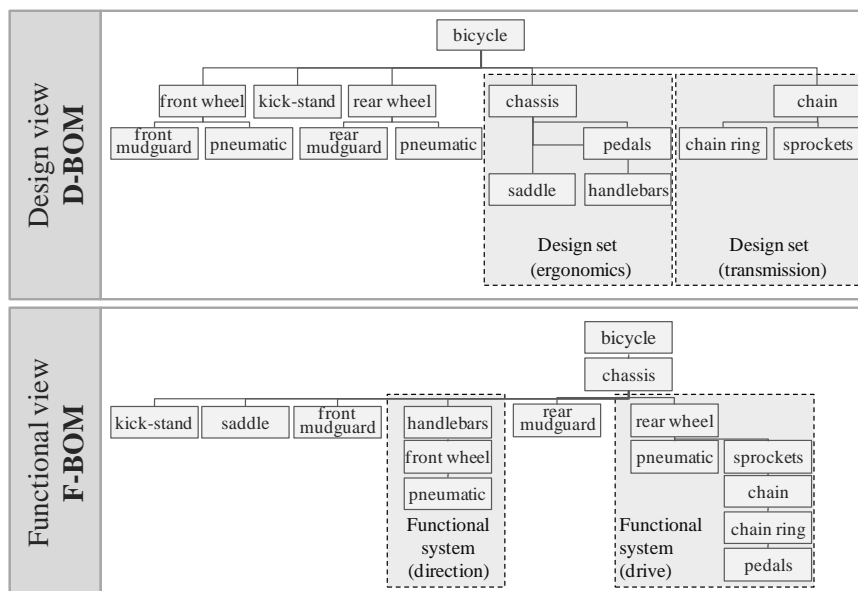 Design view
D-BOM
bicycle
front wheel
kick-stand
rear wheel
chassis
chain
front
mudguard
pneumatic
rear
mudguard
pneumatic
pedals
chain ring
sprockets
saddle
handlebars
Design set
(ergonomics)
Design set
(transmission)
Functional view
F-BOM
bicycle
chassis
kick-stand
saddle
front
mudguard
handlebars
rear
mudguard
rear wheel
front wheel
pneumatic
sprockets
pneumatic
chain
Functional
system
(direction)
Functional
system
(drive)
chain ring
pedals